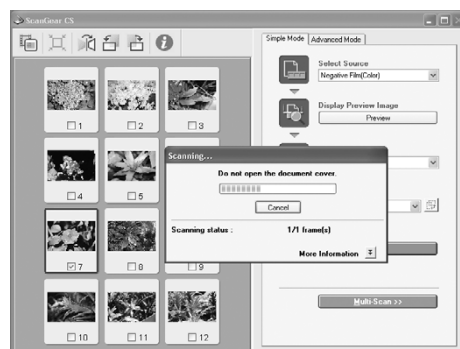 ScanGear CS
Simple Mode Advanced Mode
Select Source
Negative Film(Color)
Display Preview Image
Preview
1 2 3
Scanning...
Do not open the document cover.
Cancel
Scanning status : 1/1 frame(s)
More Information
4 5
7 8 9
Multi-Scan >>
10 11 12